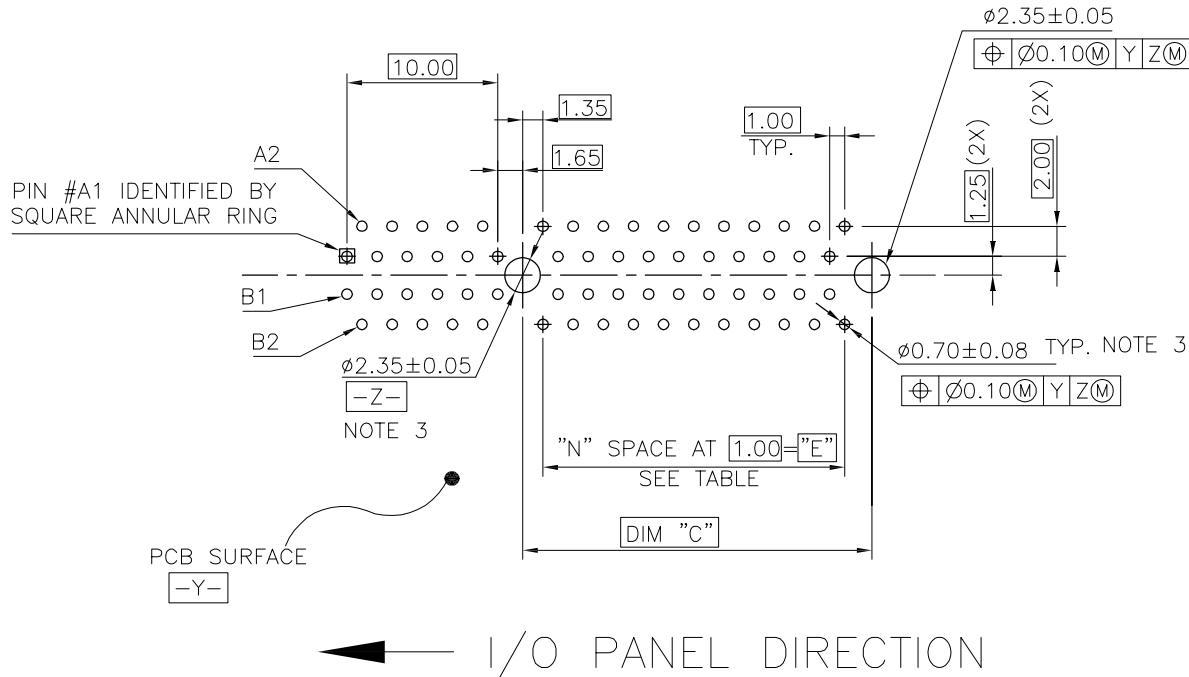 ø2.35±0.05
⌖ Ø0.10Ⓜ Y ZⓂ
10.00
1.35
1.65
1.00
TYP.
1.25 (2X)
2.00 (2X)
A2
PIN #A1 IDENTIFIED BY
SQUARE ANNULAR RING
B1
B2
ø2.35±0.05
-Z-
NOTE 3
ø0.70±0.08 TYP. NOTE 3
⌖ Ø0.10Ⓜ Y ZⓂ
"N" SPACE AT 1.00="E"
SEE TABLE
DIM "C"
PCB SURFACE
-Y-
I/O PANEL DIRECTION